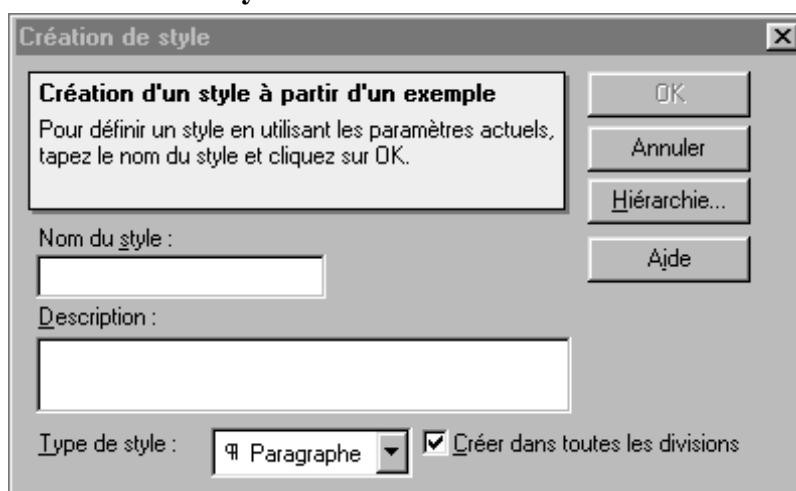 Création de style
Création d'un style à partir d'un exemple
Pour définir un style en utilisant les paramètres actuels,
tapez le nom du style et cliquez sur OK.
OK
Annuler
Hiérarchie...
Aide
Nom du style :
Description :
Type de style :
¶ Paragraphe
Créer dans toutes les divisions